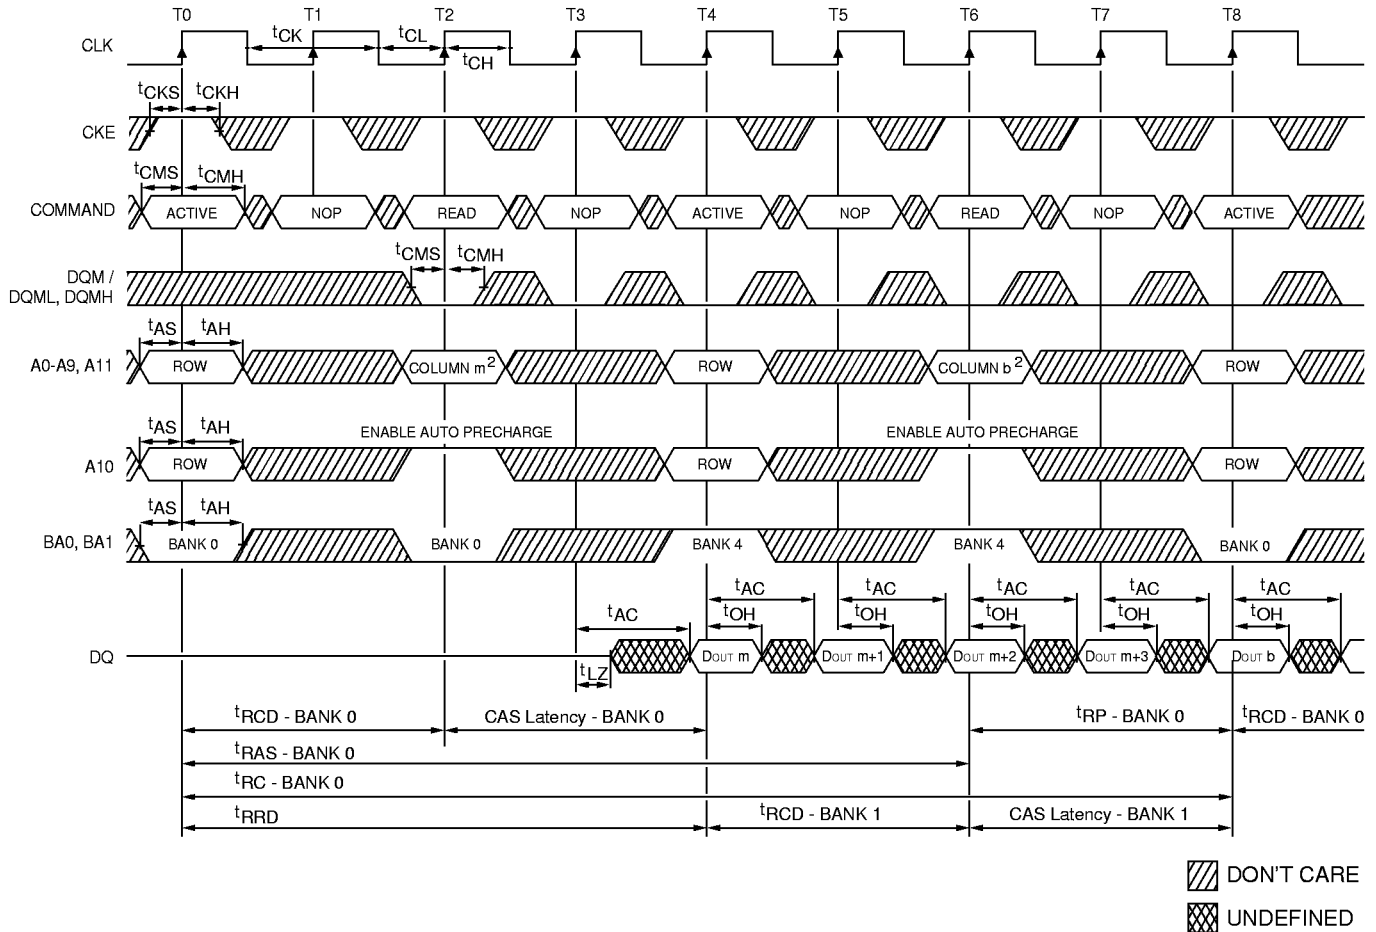 T0 T1 T2 T3 T4 T5 T6 T7 T8
CLK
tCK tCL
tCH
tCKS tCKH
CKE
tCMS tCMH
COMMAND ACTIVE NOP READ NOP ACTIVE NOP READ NOP ACTIVE
tCMS tCMH
DQM /
DQML, DQMH
tAS tAH
A0-A9, A11 ROW COLUMN m2 ROW COLUMN b2 ROW
tAS tAH ENABLE AUTO PRECHARGE ENABLE AUTO PRECHARGE
A10 ROW ROW ROW
tAS tAH
BA0, BA1 BANK 0 BANK 0 BANK 4 BANK 4 BANK 0
tAC tAC tAC tAC tAC
tAC tOH tOH tOH tOH tOH
DQ DOUT m DOUT m+1 DOUT m+2 DOUT m+3 DOUT b
tLZ
tRCD - BANK 0 CAS Latency - BANK 0 tRP - BANK 0 tRCD - BANK 0
tRAS - BANK 0
tRC - BANK 0
tRRD tRCD - BANK 1 CAS Latency - BANK 1
DON'T CARE
UNDEFINED